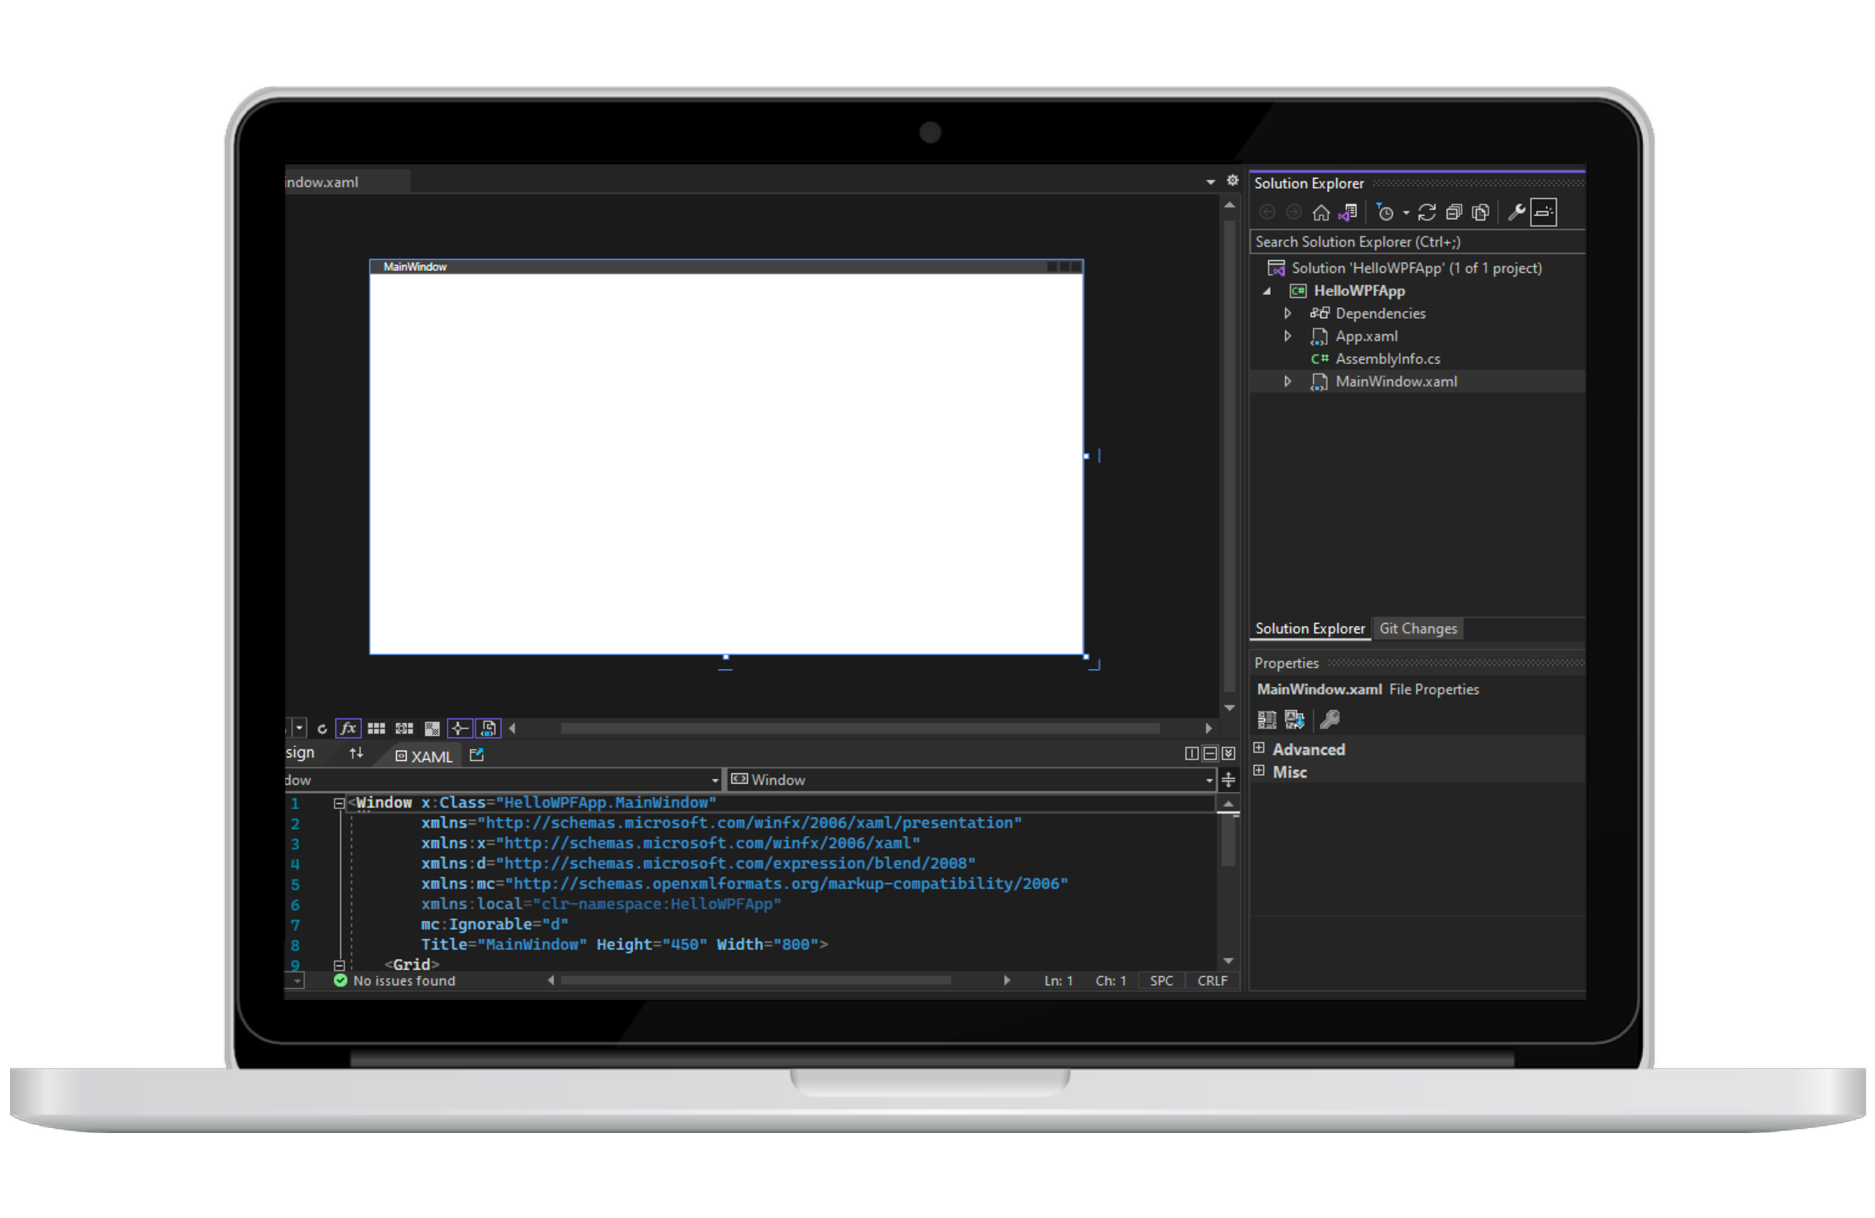 indow.xaml
MainWindow
sign
XAML
dow
Window
1 <Window x:Class="HelloWPFApp.MainWindow"
2 xmlns="http://schemas.microsoft.com/winfx/2006/xaml/presentation"
3 xmlns:x="http://schemas.microsoft.com/winfx/2006/xaml"
4 xmlns:d="http://schemas.microsoft.com/expression/blend/2008"
5 xmlns:mc="http://schemas.openxmlformats.org/markup-compatibility/2006"
6 xmlns:local="clr-namespace:HelloWPFApp"
7 mc:Ignorable="d"
8 Title="MainWindow" Height="450" Width="800">
9 <Grid>
No issues found Ln: 1 Ch: 1 SPC CRLF
Solution Explorer
Search Solution Explorer (Ctrl+;)
Solution 'HelloWPFApp' (1 of 1 project)
C# HelloWPFApp
Dependencies
App.xaml
C# AssemblyInfo.cs
MainWindow.xaml
Solution Explorer Git Changes
Properties
MainWindow.xaml File Properties
Advanced
Misc